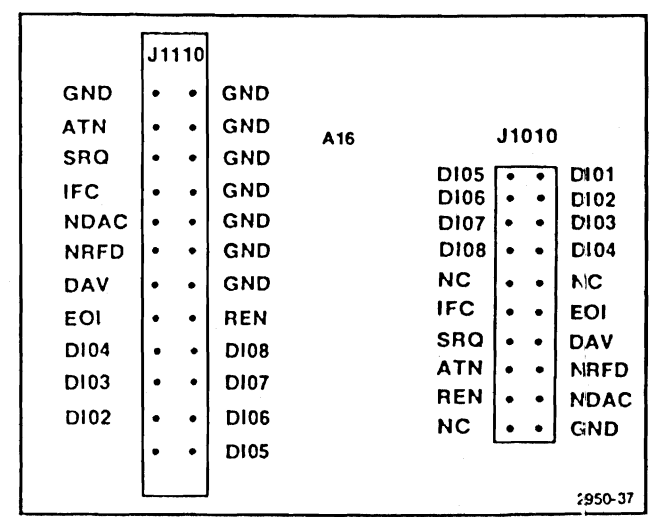 J1110
GND GND
ATN GND
SRQ GND
IFC GND
NDAC GND
NRFD GND
DAV GND
EOI REN
DI04 DI08
DI03 DI07
DI02 DI06
DI05
A16
J1010
DI05 DI01
DI06 DI02
DI07 DI03
DI08 DI04
NC NC
IFC EOI
SRQ DAV
ATN NRFD
REN NDAC
NC GND
2950-37